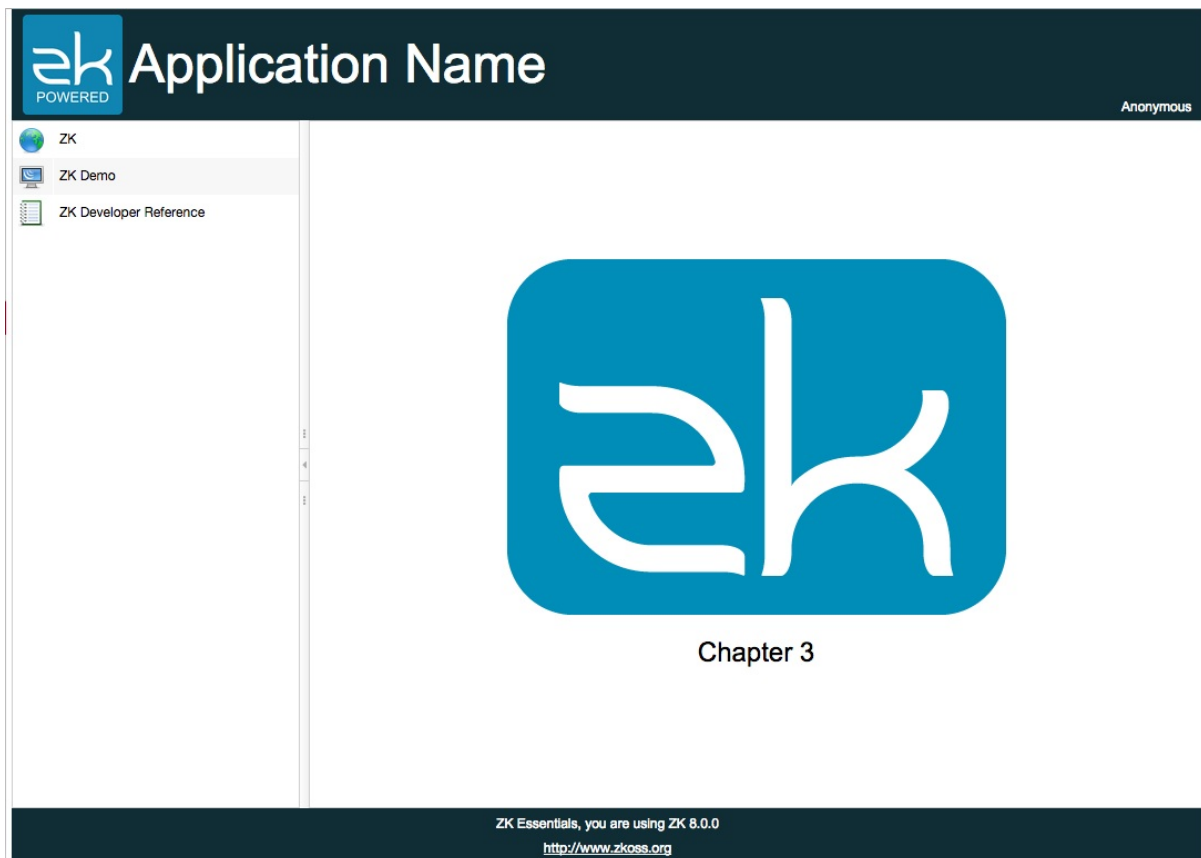 zk
POWERED
Application Name
Anonymous
ZK
ZK Demo
ZK Developer Reference
zk
Chapter 3
ZK Essentials, you are using ZK 8.0.0
http://www.zkoss.org